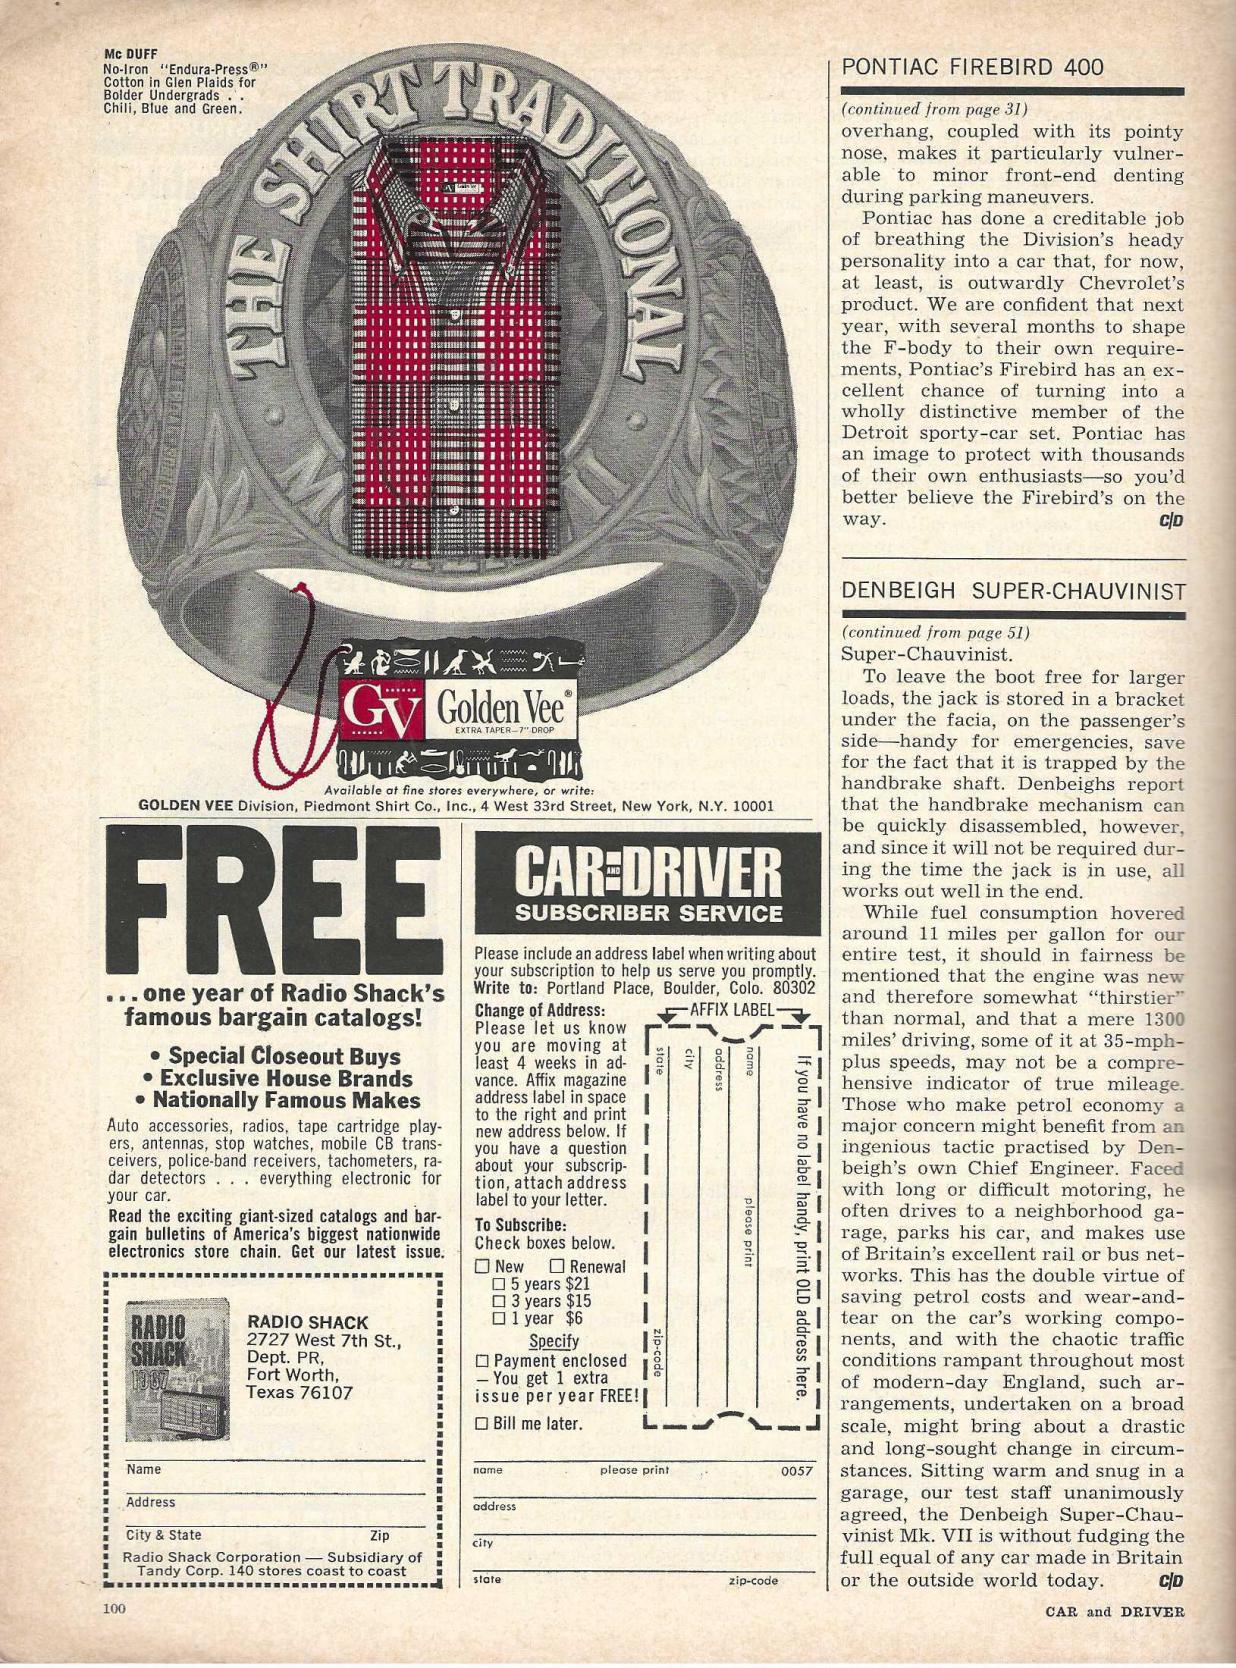 Mc DUFF
No-Iron "Endura-Press®"
Cotton in Glen Plaids for
Bolder Undergrads . .
Chili, Blue and Green.
THE SHIRT TRADITIONAL
GV Golden Vee®
EXTRA TAPER—7" DROP
Available at fine stores everywhere, or write:
GOLDEN VEE Division, Piedmont Shirt Co., Inc., 4 West 33rd Street, New York, N.Y. 10001
FREE
...one year of Radio Shack's
famous bargain catalogs!
• Special Closeout Buys
• Exclusive House Brands
• Nationally Famous Makes
Auto accessories, radios, tape cartridge play-
ers, antennas, stop watches, mobile CB trans-
ceivers, police-band receivers, tachometers, ra-
dar detectors . . . everything electronic for
your car.
Read the exciting giant-sized catalogs and bar-
gain bulletins of America's biggest nationwide
electronics store chain. Get our latest issue.
RADIO
SHACK
1967
RADIO SHACK
2727 West 7th St.,
Dept. PR,
Fort Worth,
Texas 76107
Name
Address
City & State Zip
Radio Shack Corporation — Subsidiary of
Tandy Corp. 140 stores coast to coast
CAR AND DRIVER
SUBSCRIBER SERVICE
Please include an address label when writing about
your subscription to help us serve you promptly.
Write to: Portland Place, Boulder, Colo. 80302
Change of Address:
Please let us know
you are moving at
least 4 weeks in ad-
vance. Affix magazine
address label in space
to the right and print
new address below. If
you have a question
about your subscrip-
tion, attach address
label to your letter.
To Subscribe:
Check boxes below.
☐ New ☐ Renewal
☐ 5 years $21
☐ 3 years $15
☐ 1 year $6
Specify
☐ Payment enclosed
— You get 1 extra
issue per year FREE!
☐ Bill me later.
AFFIX LABEL
If you have no label handy, print OLD address here.
name please print
address
city
state zip-code
name please print 0057
address
city
state zip-code
PONTIAC FIREBIRD 400
(continued from page 31)
overhang, coupled with its pointy
nose, makes it particularly vulner-
able to minor front-end denting
during parking maneuvers.
Pontiac has done a creditable job
of breathing the Division's heady
personality into a car that, for now,
at least, is outwardly Chevrolet's
product. We are confident that next
year, with several months to shape
the F-body to their own require-
ments, Pontiac's Firebird has an ex-
cellent chance of turning into a
wholly distinctive member of the
Detroit sporty-car set. Pontiac has
an image to protect with thousands
of their own enthusiasts—so you'd
better believe the Firebird's on the
way. C/D
DENBEIGH SUPER-CHAUVINIST
(continued from page 51)
Super-Chauvinist.
To leave the boot free for larger
loads, the jack is stored in a bracket
under the facia, on the passenger's
side—handy for emergencies, save
for the fact that it is trapped by the
handbrake shaft. Denbeighs report
that the handbrake mechanism can
be quickly disassembled, however,
and since it will not be required dur-
ing the time the jack is in use, all
works out well in the end.
While fuel consumption hovered
around 11 miles per gallon for our
entire test, it should in fairness be
mentioned that the engine was new
and therefore somewhat "thirstier"
than normal, and that a mere 1300
miles' driving, some of it at 35-mph-
plus speeds, may not be a compre-
hensive indicator of true mileage.
Those who make petrol economy a
major concern might benefit from an
ingenious tactic practised by Den-
beigh's own Chief Engineer. Faced
with long or difficult motoring, he
often drives to a neighborhood ga-
rage, parks his car, and makes use
of Britain's excellent rail or bus net-
works. This has the double virtue of
saving petrol costs and wear-and-
tear on the car's working compo-
nents, and with the chaotic traffic
conditions rampant throughout most
of modern-day England, such ar-
rangements, undertaken on a broad
scale, might bring about a drastic
and long-sought change in circum-
stances. Sitting warm and snug in a
garage, our test staff unanimously
agreed, the Denbeigh Super-Chau-
vinist Mk. VII is without fudging the
full equal of any car made in Britain
or the outside world today. C/D
100
CAR and DRIVER